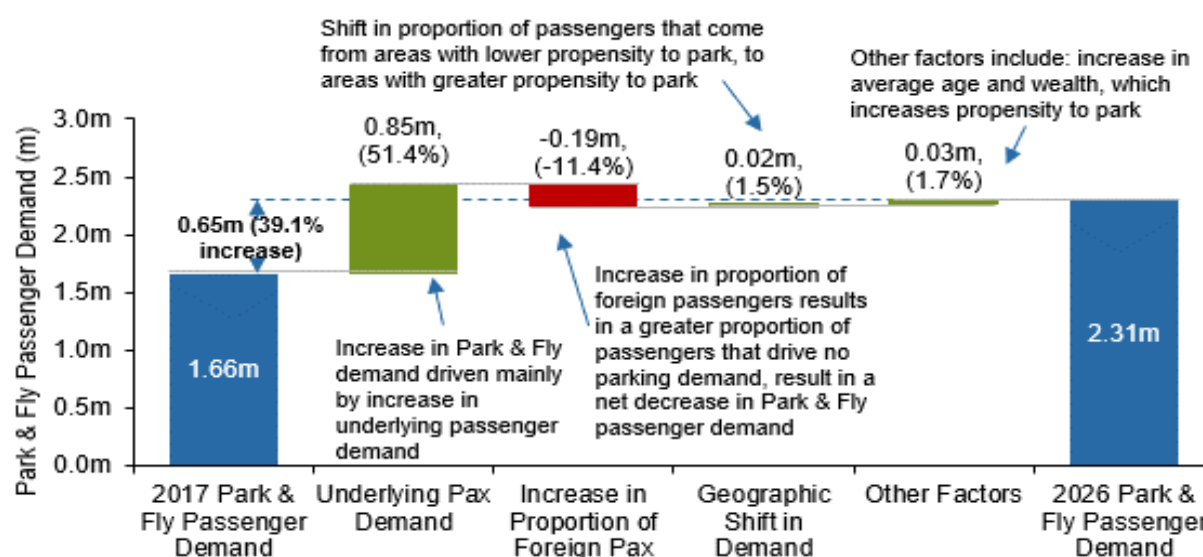 Shift in proportion of passengers that come
from areas with lower propensity to park, to
areas with greater propensity to park
Other factors include: increase in
average age and wealth, which
increases propensity to park
Park & Fly Passenger Demand (m)
3.0m
2.5m
2.0m
1.5m
1.0m
0.5m
0.0m
0.85m,
(51.4%)
-0.19m,
(-11.4%)
0.02m,
(1.5%)
0.03m,
(1.7%)
0.65m (39.1%
increase)
1.66m
Increase in Park & Fly
demand driven mainly
by increase in
underlying passenger
demand
Increase in proportion of
foreign passengers results
in a greater proportion of
passengers that drive no
parking demand, result in a
net decrease in Park & Fly
passenger demand
2.31m
2017 Park &
Fly Passenger
Demand
Underlying Pax
Demand
Increase in
Proportion of
Foreign Pax
Geographic
Shift in
Demand
Other Factors
2026 Park &
Fly Passenger
Demand